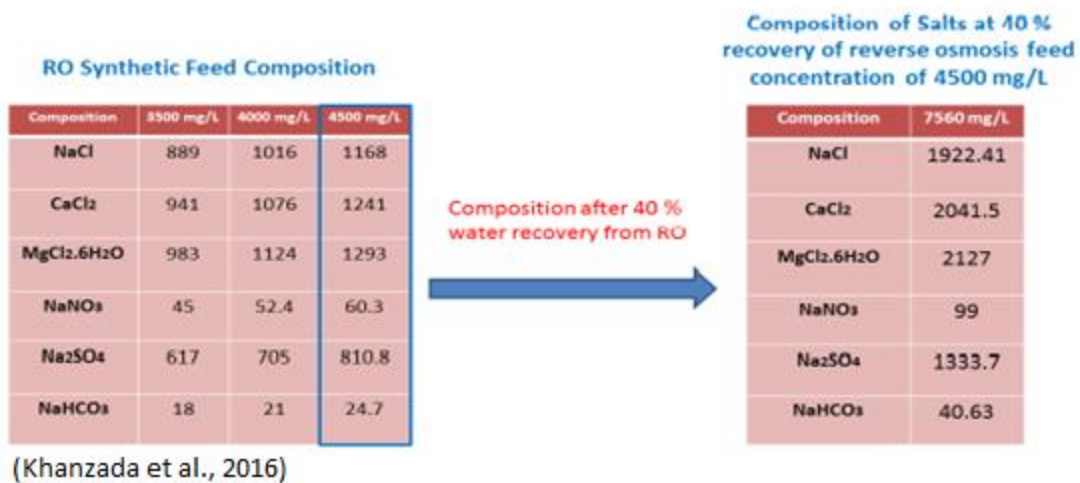 RO Synthetic Feed Composition
Composition 3500 mg/L 4000 mg/L 4500 mg/L
NaCl 889 1016 1168
CaCl2 941 1076 1241
MgCl2.6H2O 983 1124 1293
NaNO3 45 52.4 60.3
Na2SO4 617 705 810.8
NaHCO3 18 21 24.7
(Khanzada et al., 2016)
Composition after 40 %
water recovery from RO
Composition of Salts at 40 %
recovery of reverse osmosis feed
concentration of 4500 mg/L
Composition 7560 mg/L
NaCl 1922.41
CaCl2 2041.5
MgCl2.6H2O 2127
NaNO3 99
Na2SO4 1333.7
NaHCO3 40.63